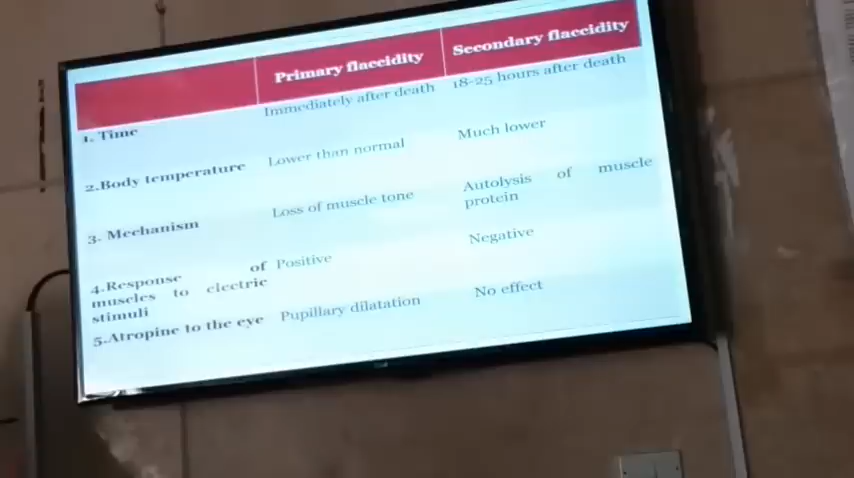 Primary flaccidity Secondary flaccidity
1. Time Immediately after death 18-25 hours after death
2.Body temperature Lower than normal Much lower
3- Mechanism Loss of muscle tone Autolysis of muscle
protein
4.Response of Positive Negative
muscles to electric
stimuli
5.Atropine to the eye Pupillary dilatation No effect